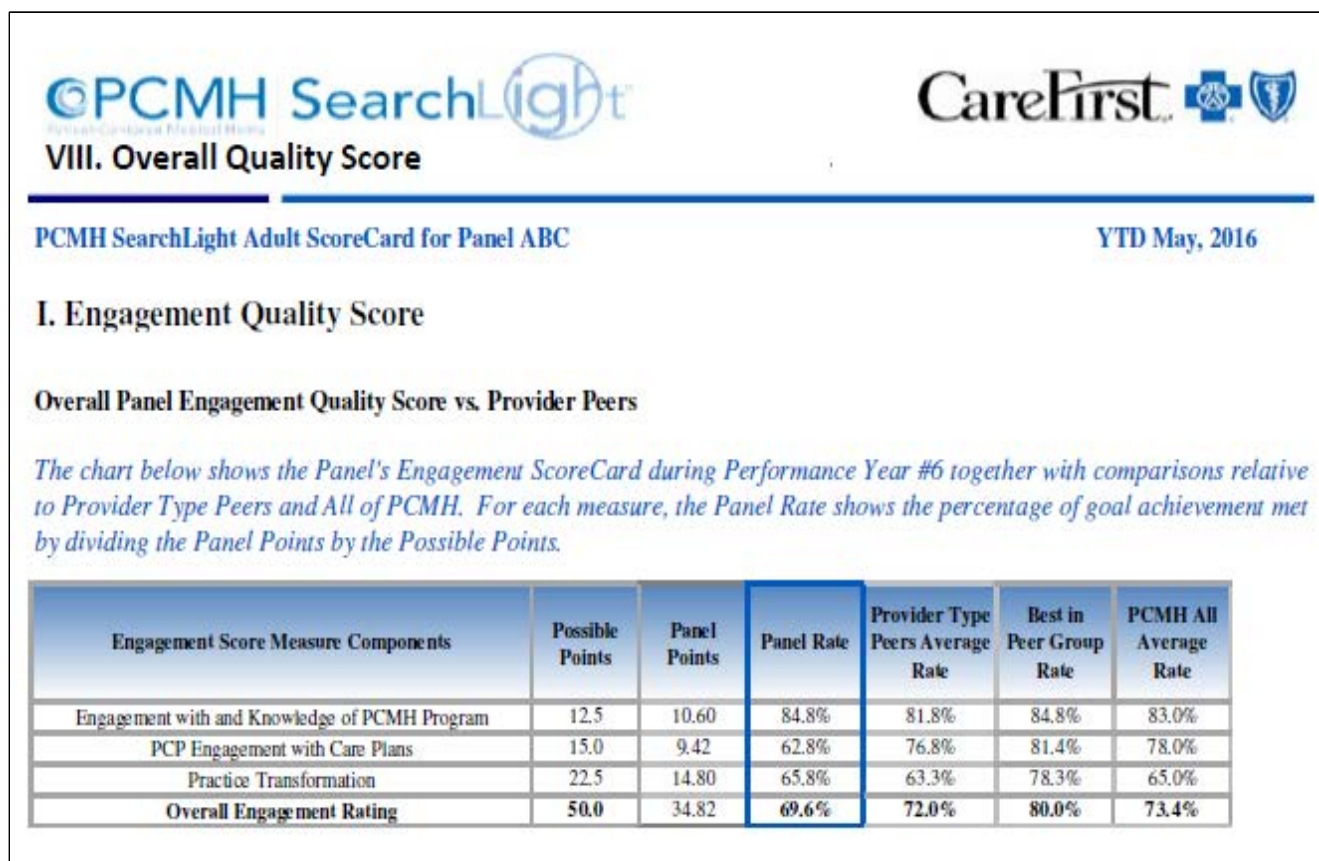 PCMH SearchLight
CareFirst
Patient-Centered Medical Home
VIII. Overall Quality Score
PCMH SearchLight Adult ScoreCard for Panel ABC YTD May, 2016
I. Engagement Quality Score
Overall Panel Engagement Quality Score vs. Provider Peers
The chart below shows the Panel's Engagement ScoreCard during Performance Year #6 together with comparisons relative
to Provider Type Peers and All of PCMH. For each measure, the Panel Rate shows the percentage of goal achievement met
by dividing the Panel Points by the Possible Points.
Engagement Score Measure Components Possible Points Panel Points Panel Rate Provider Type Peers Average Rate Best in Peer Group Rate PCMH All Average Rate
Engagement with and Knowledge of PCMH Program 12.5 10.60 84.8% 81.8% 84.8% 83.0%
PCP Engagement with Care Plans 15.0 9.42 62.8% 76.8% 81.4% 78.0%
Practice Transformation 22.5 14.80 65.8% 63.3% 78.3% 65.0%
Overall Engagement Rating 50.0 34.82 69.6% 72.0% 80.0% 73.4%